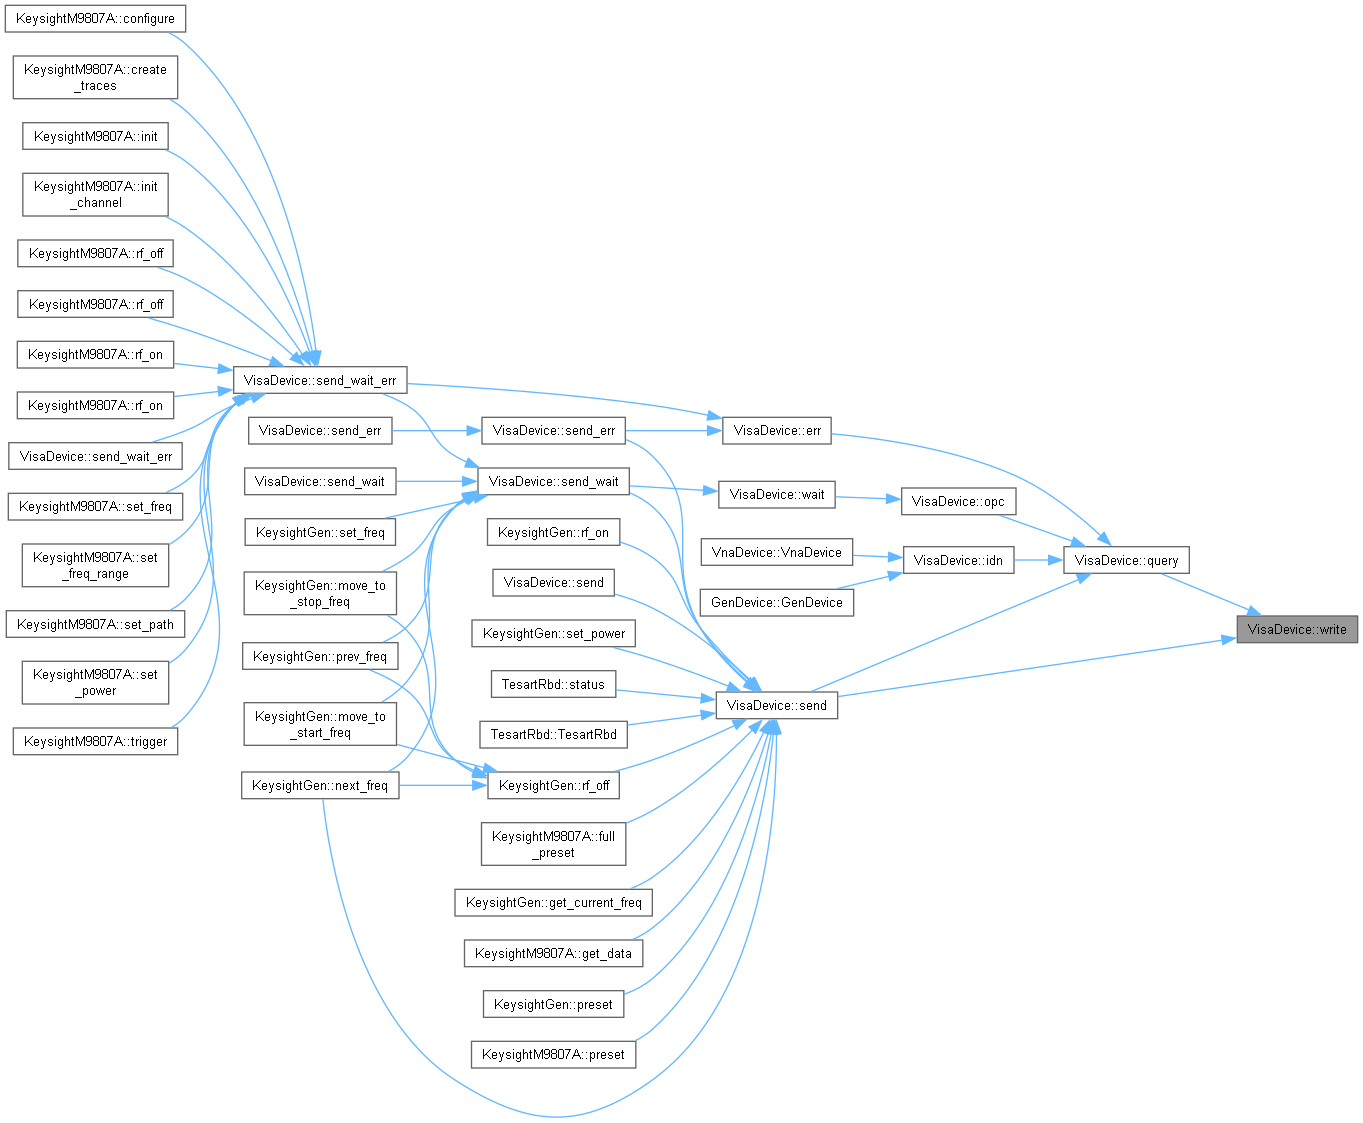 KeysightM9807A::configure
KeysightM9807A::create
_traces
KeysightM9807A::init
KeysightM9807A::init
_channel
KeysightM9807A::rf_off
KeysightM9807A::rf_off
KeysightM9807A::rf_on
KeysightM9807A::rf_on
VisaDevice::send_wait_err
KeysightM9807A::set_freq
KeysightM9807A::set
_freq_range
KeysightM9807A::set_path
KeysightM9807A::set
_power
KeysightM9807A::trigger
VisaDevice::send_wait_err
VisaDevice::send_err
VisaDevice::send_wait
KeysightGen::set_freq
KeysightGen::move_to
_stop_freq
KeysightGen::prev_freq
KeysightGen::move_to
_start_freq
KeysightGen::next_freq
VisaDevice::send_err
VisaDevice::send_wait
KeysightGen::rf_on
VisaDevice::send
KeysightGen::set_power
TesartRbd::status
TesartRbd::TesartRbd
KeysightGen::rf_off
KeysightM9807A::full
_preset
KeysightGen::get_current_freq
KeysightM9807A::get_data
KeysightGen::preset
KeysightM9807A::preset
VisaDevice::err
VisaDevice::wait
VnaDevice::VnaDevice
GenDevice::GenDevice
VisaDevice::send
VisaDevice::opc
VisaDevice::idn
VisaDevice::query
VisaDevice::write